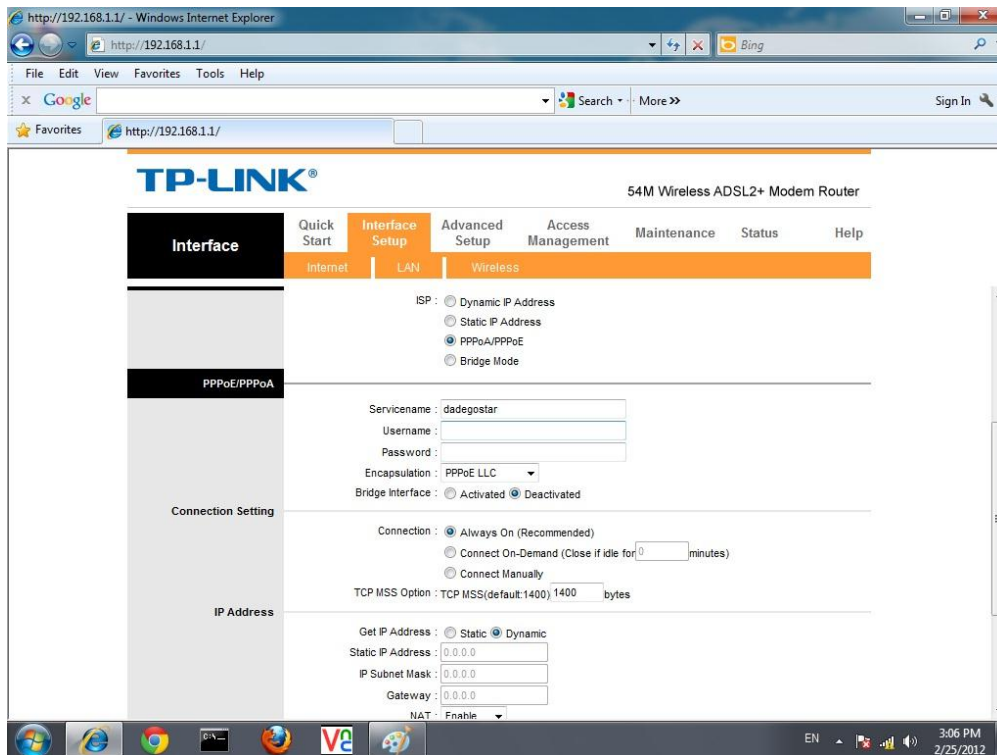 http://192.168.1.1/ - Windows Internet Explorer
http://192.168.1.1/
Bing
File Edit View Favorites Tools Help
x Google Search More >> Sign In
Favorites http://192.168.1.1/
TP-LINK®
54M Wireless ADSL2+ Modem Router
Interface
Quick Start
Interface Setup
Advanced Setup
Access Management
Maintenance
Status
Help
Internet LAN Wireless
ISP : Dynamic IP Address
Static IP Address
PPPoA/PPPoE
Bridge Mode
PPPoE/PPPoA
Servicename : dadegostar
Username :
Password :
Encapsulation : PPPoE LLC
Bridge Interface : Activated Deactivated
Connection Setting
Connection : Always On (Recommended)
Connect On-Demand (Close if idle for 0 minutes)
Connect Manually
TCP MSS Option : TCP MSS(default:1400) 1400 bytes
IP Address
Get IP Address : Static Dynamic
Static IP Address : 0.0.0.0
IP Subnet Mask : 0.0.0.0
Gateway : 0.0.0.0
NAT : Enable
C:\
EN
3:06 PM
2/25/2012